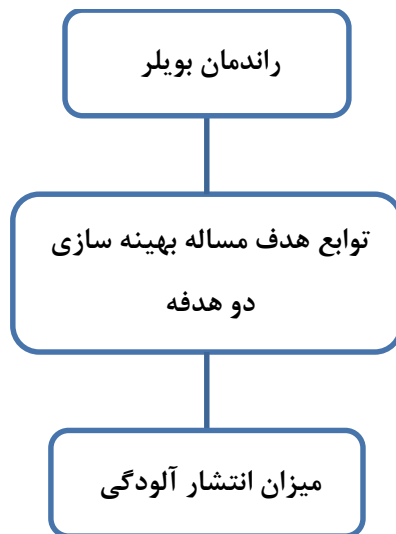 راندمان بویلر
توابع هدف مساله بهینه سازی
دو هدفه
میزان انتشار آلودگی